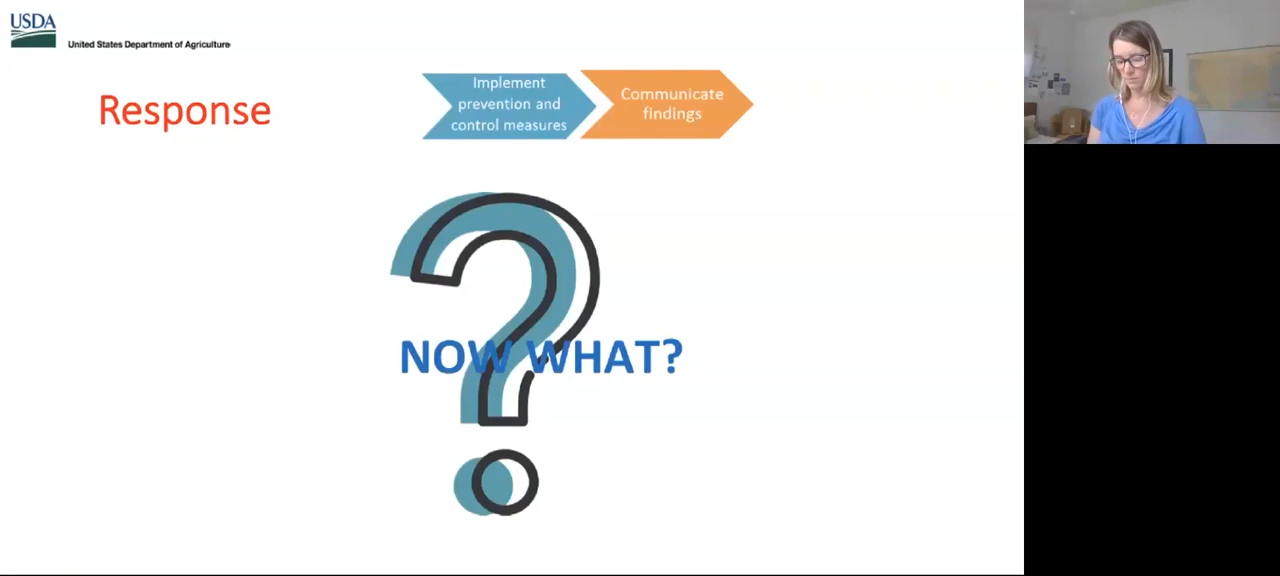 USDA
United States Department of Agriculture
Response
Implement
prevention and
control measures
Communicate
findings
NOW WHAT?